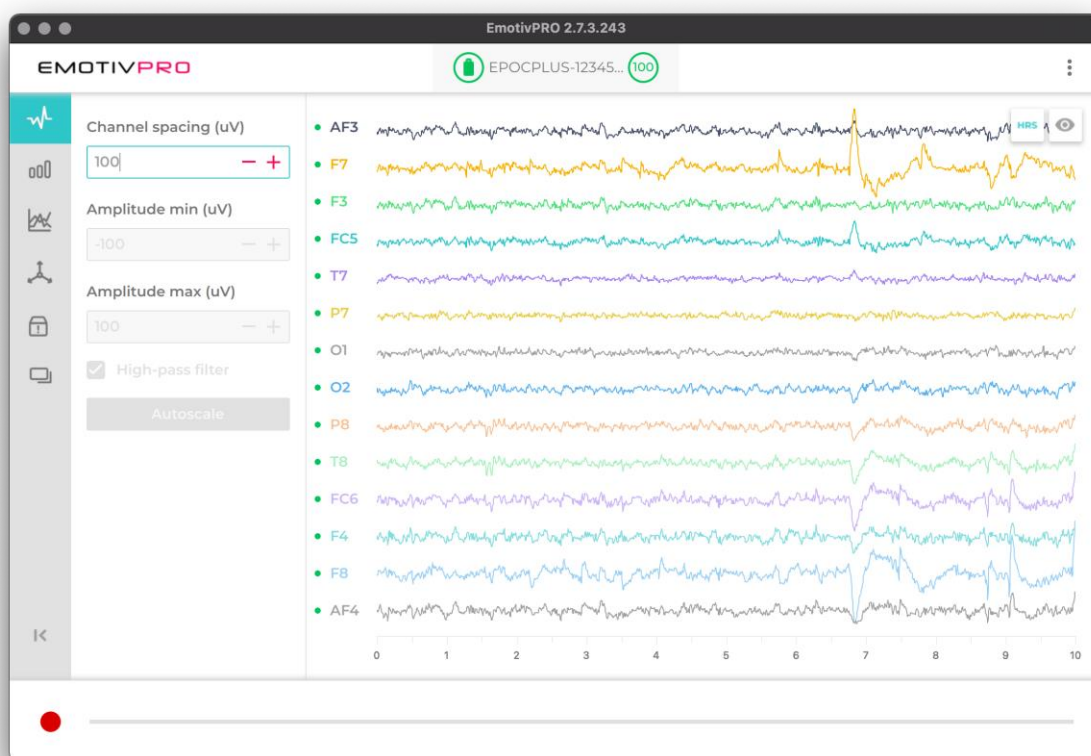 EmotivPRO 2.7.3.243
EMOTIVPRO
EPOCPLUS-12345... 100
Channel spacing (uV)
100
Amplitude min (uV)
-100
Amplitude max (uV)
100
High-pass filter
Autoscale
HRS
AF3
F7
F3
FC5
T7
P7
O1
O2
P8
T8
FC6
F4
F8
AF4
0 1 2 3 4 5 6 7 8 9 10